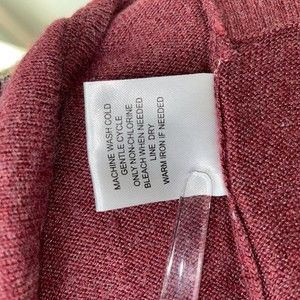 MACHINE WASH COLD
GENTLE CYCLE
ONLY NON-CHLORINE
BLEACH WHEN NEEDED
LINE DRY
WARM IRON IF NEEDED